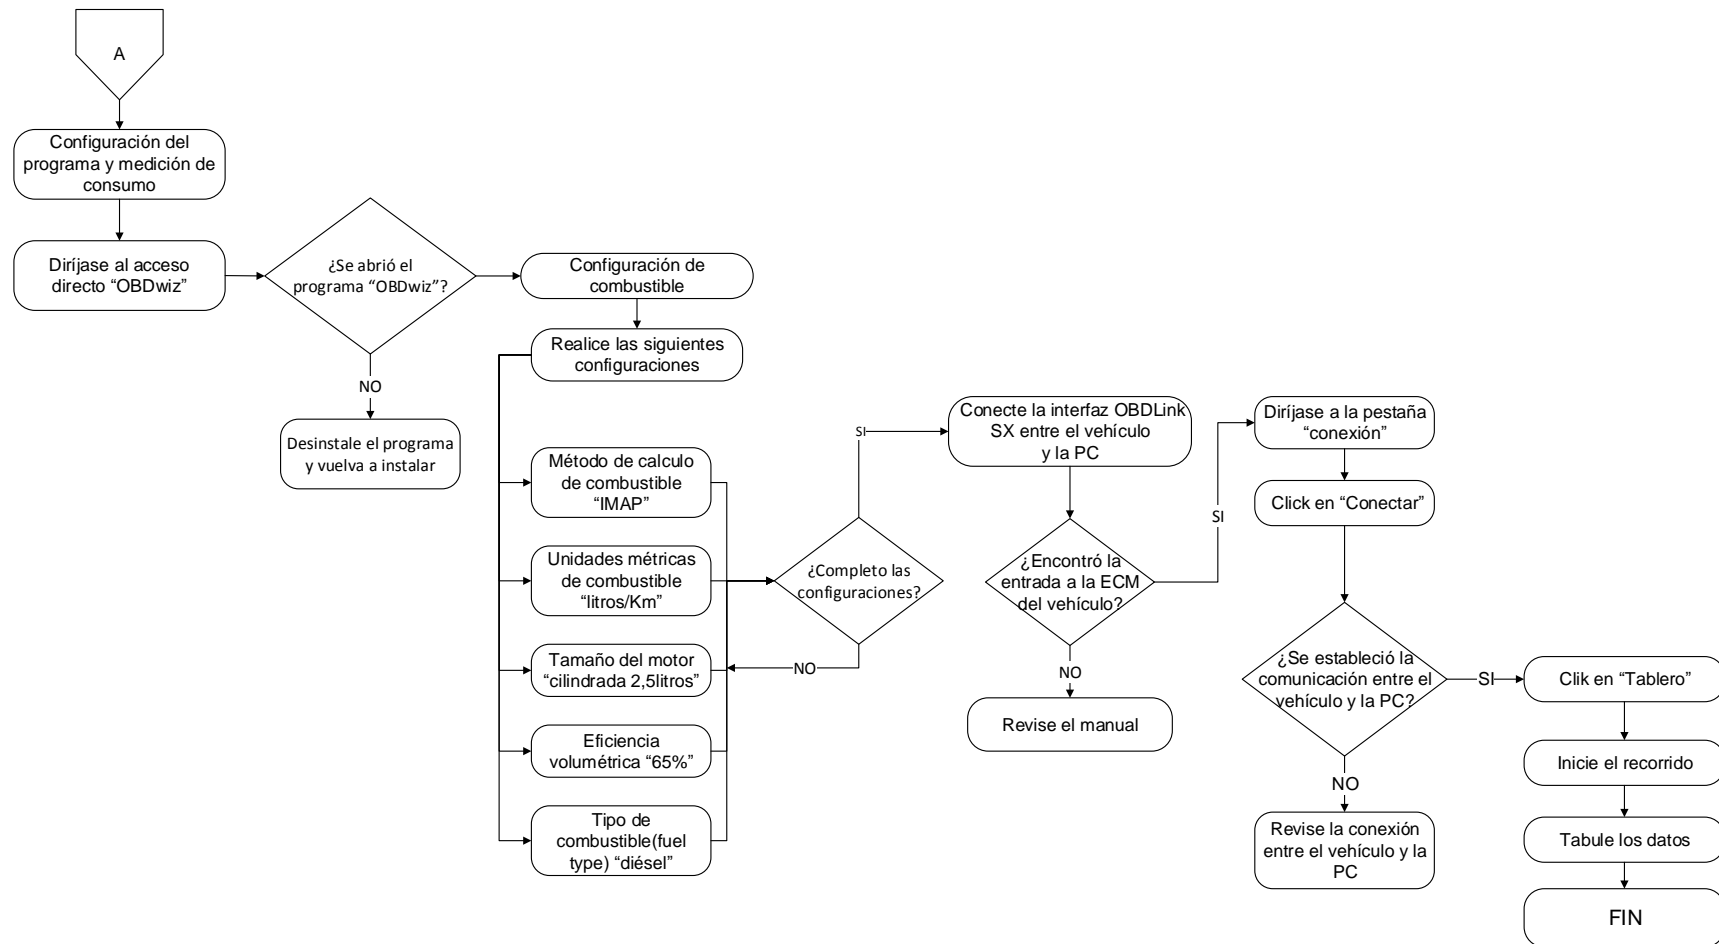 A
Configuración del
programa y medición de
consumo
Diríjase al acceso
directo “OBDwiz”
¿Se abrió el
programa “OBDwiz”?
NO
Desinstale el programa
y vuelva a instalar
Configuración de
combustible
Realice las siguientes
configuraciones
Método de calculo
de combustible
“IMAP”
Unidades métricas
de combustible
“litros/Km”
Tamaño del motor
“cilindrada 2,5litros”
Eficiencia
volumétrica “65%”
Tipo de
combustible(fuel
type) “diésel”
¿Completo las
configuraciones?
SI
NO
Conecte la interfaz OBDLink
SX entre el vehículo
y la PC
¿Encontró la
entrada a la ECM
del vehículo?
NO
Revise el manual
SI
Diríjase a la pestaña
“conexión”
Click en “Conectar”
¿Se estableció la
comunicación entre el
vehículo y la PC?
NO
Revise la conexión
entre el vehículo y la
PC
SI
Clik en “Tablero”
Inicie el recorrido
Tabule los datos
FIN